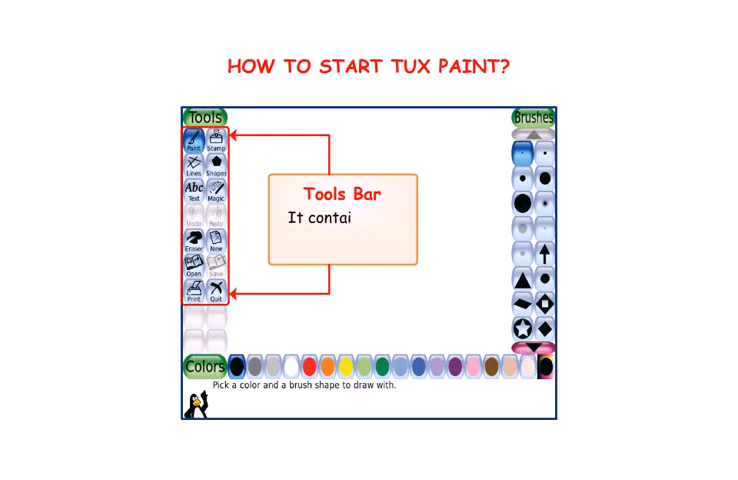 HOW TO START TUX PAINT?
Tools
Brushes
Paint Stamp
Lines Shapes
Abc
Text Magic
Undo Redo
Eraser New
Open Save
Print Quit
Tools Bar
It contai
Colors
Pick a color and a brush shape to draw with.